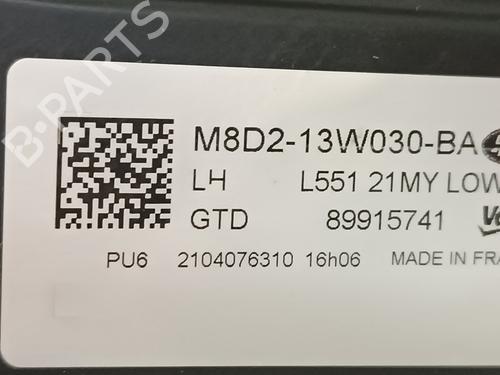 B-PARTS
M8D2-13W030-BA
LH L551 21MY LOW
GTD 89915741
PU6 2104076310 16h06 MADE IN FRA